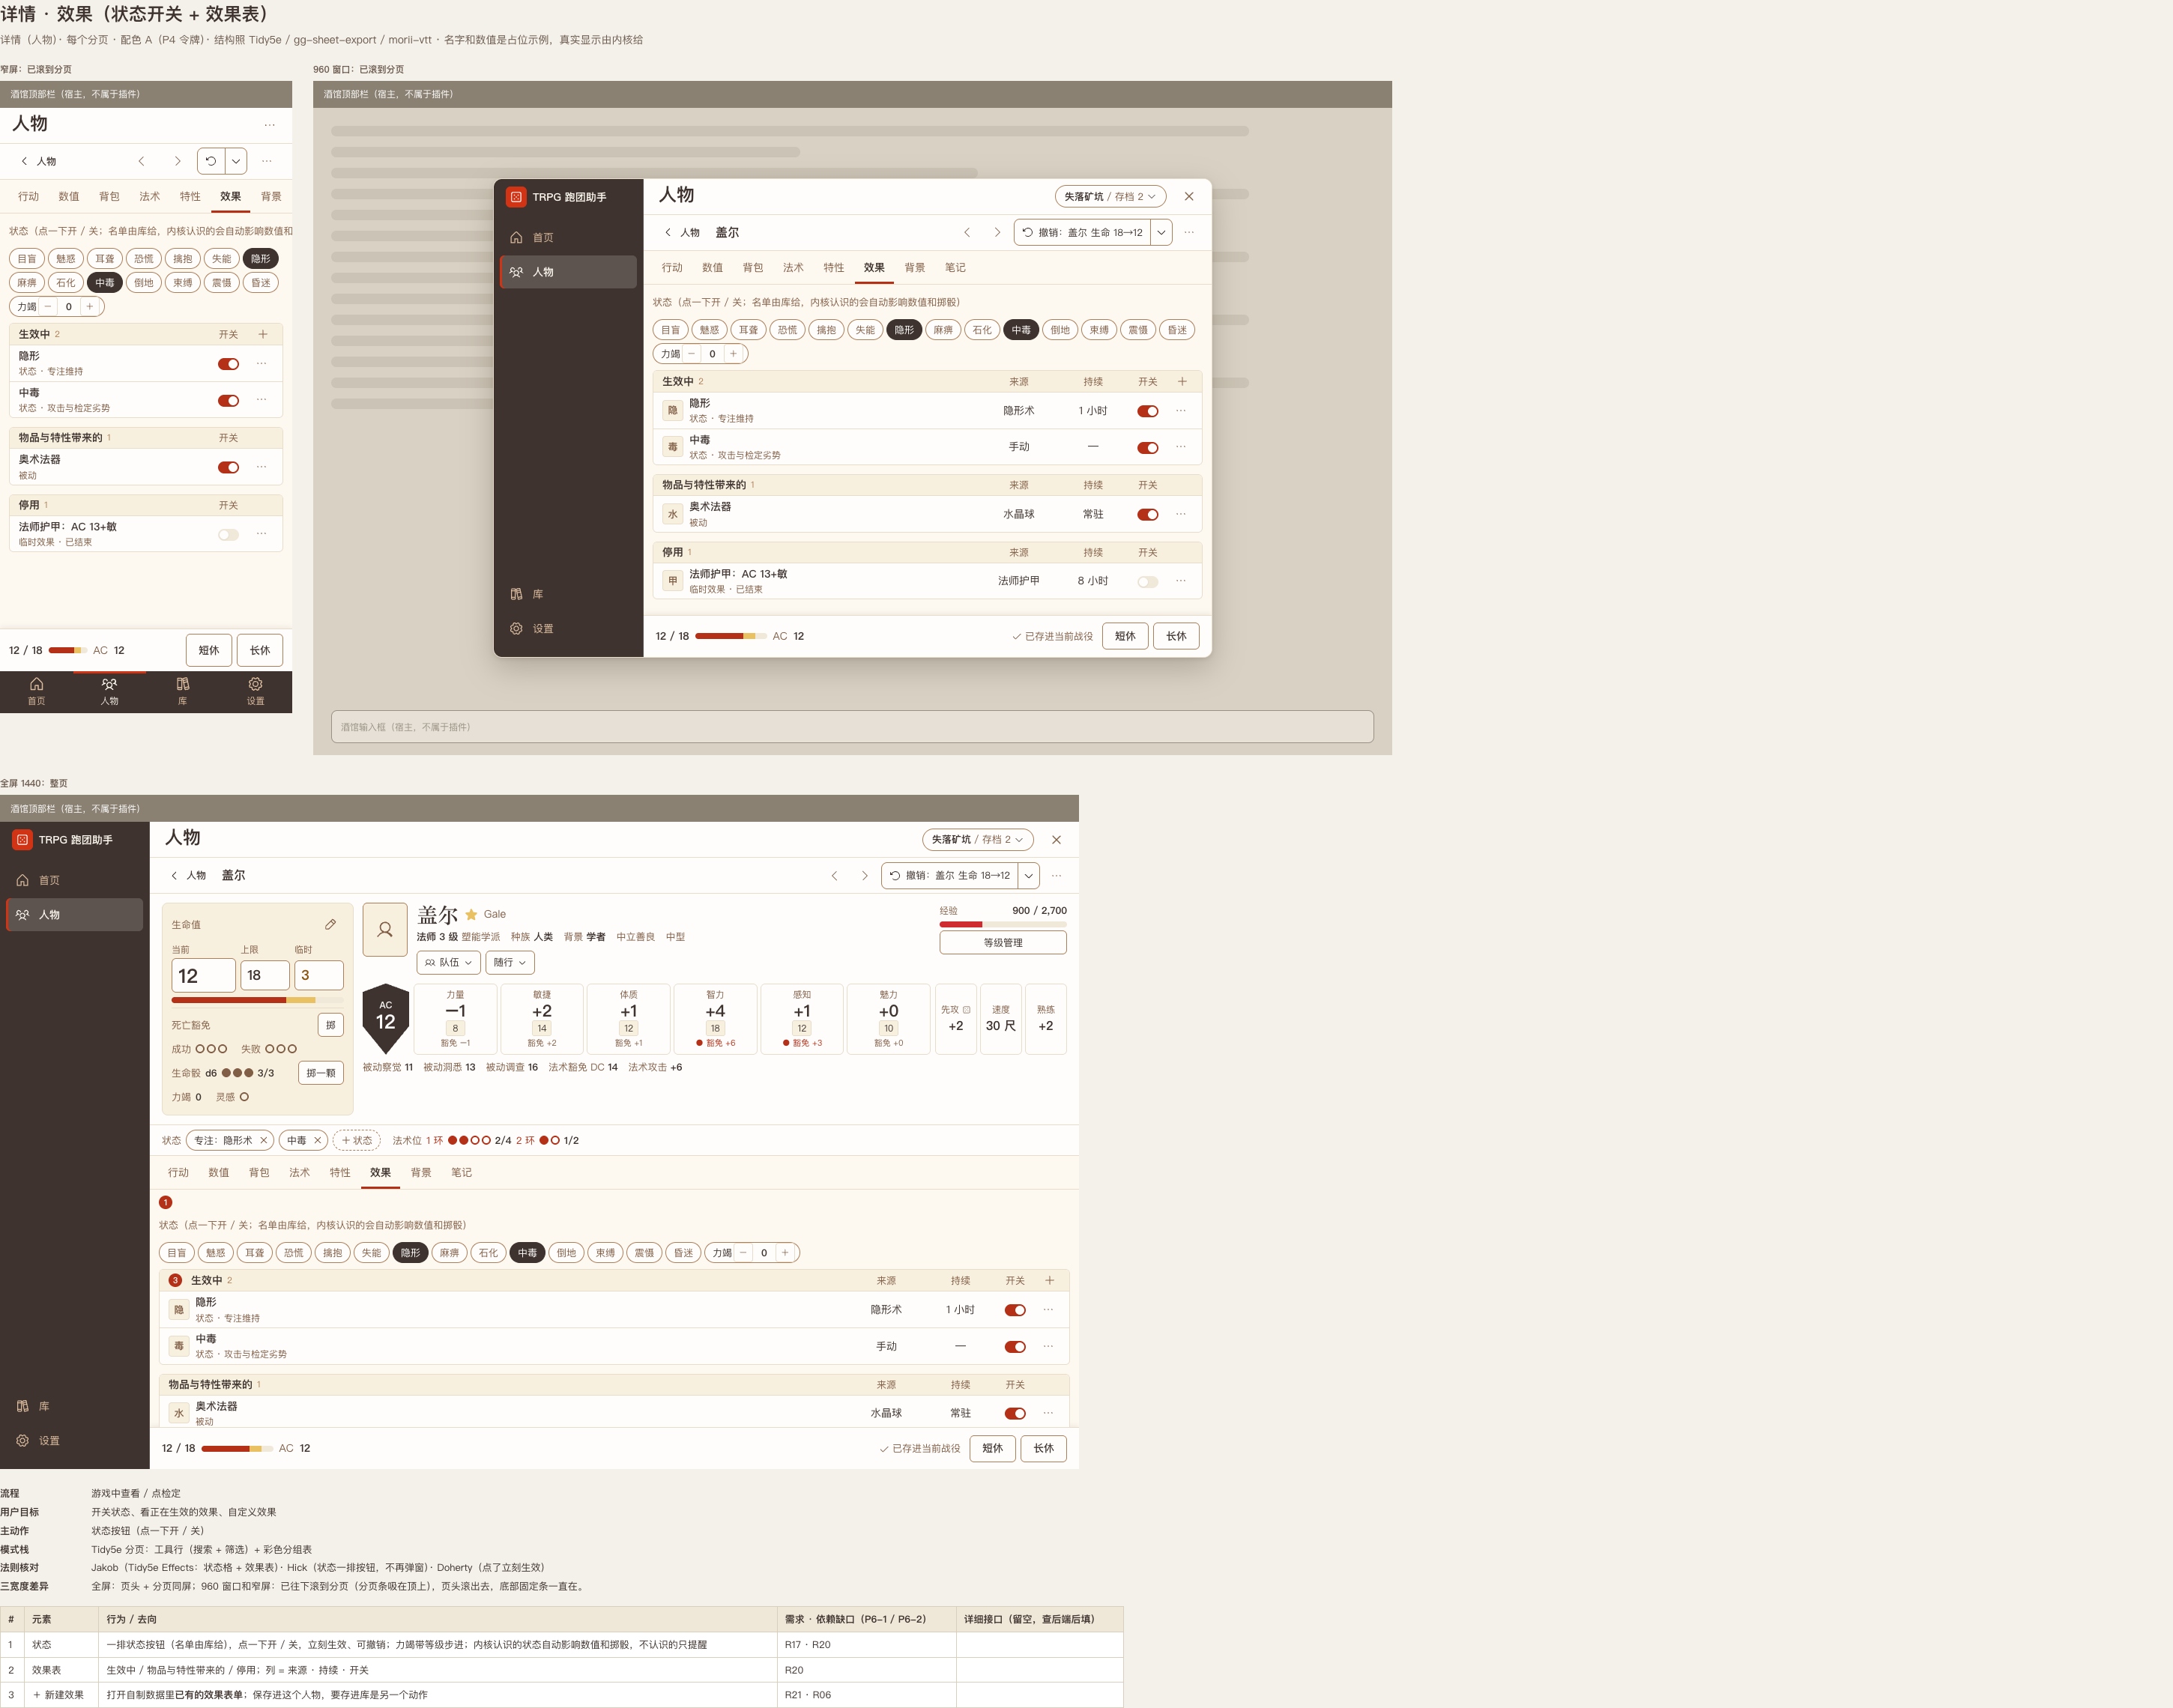 详情 · 效果（状态开关 + 效果表）
详情（人物）· 每个分页 · 配色 A（P4 令牌）· 结构照 Tidy5e / gg-sheet-export / morii-vtt · 名字和数值是占位示例，真实显示由内核给
窄屏：已滚到分页
酒馆顶部栏（宿主，不属于插件）
人物
···
人物
···
行动 数值 背包 法术 特性 效果 背景
状态（点一下开 / 关；名单由库给，内核认识的会自动影响数值和
目盲 魅惑 耳聋 恐慌 擒抱 失能 隐形
麻痹 石化 中毒 倒地 束缚 震慑 昏迷
力竭 − 0 +
生效中 2 开关 +
隐形
状态 · 专注维持
···
中毒
状态 · 攻击与检定劣势
···
物品与特性带来的 1 开关
奥术法器
被动
···
停用 1 开关
法师护甲：AC 13+敏
临时效果 · 已结束
···
12 / 18 AC 12 短休 长休
首页 人物 库 设置
960 窗口：已滚到分页
酒馆顶部栏（宿主，不属于插件）
TRPG 跑团助手
首页
人物
库
设置
人物 失落矿坑 / 存档 2
人物 盖尔 撤销：盖尔 生命 18→12 ···
行动 数值 背包 法术 特性 效果 背景 笔记
状态（点一下开 / 关；名单由库给，内核认识的会自动影响数值和掷骰）
目盲 魅惑 耳聋 恐慌 擒抱 失能 隐形 麻痹 石化 中毒 倒地 束缚 震慑 昏迷
力竭 − 0 +
生效中 2 来源 持续 开关 +
隐 隐形 隐形术 1 小时 ···
状态 · 专注维持
毒 中毒 手动 — ···
状态 · 攻击与检定劣势
物品与特性带来的 1 来源 持续 开关
水 奥术法器 水晶球 常驻 ···
被动
停用 1 来源 持续 开关
甲 法师护甲：AC 13+敏 法师护甲 8 小时 ···
临时效果 · 已结束
12 / 18 AC 12 已存进当前战役 短休 长休
酒馆输入框（宿主，不属于插件）
全屏 1440：整页
酒馆顶部栏（宿主，不属于插件）
TRPG 跑团助手
首页
人物
库
设置
人物 失落矿坑 / 存档 2
人物 盖尔 撤销：盖尔 生命 18→12 ···
生命值
当前 上限 临时
12 18 3
死亡豁免 掷
成功 失败
生命骰 d6 3/3 掷一颗
力竭 0 灵感
盖尔 Gale
法师 3 级 塑能学派 种族 人类 背景 学者 中立善良 中型
队伍 随行
经验 900 / 2,700
等级管理
AC 12
力量 −1 8 豁免 −1
敏捷 +2 14 豁免 +2
体质 +1 12 豁免 +1
智力 +4 18 豁免 +6
感知 +1 12 豁免 +3
魅力 +0 10 豁免 +0
先攻 +2
速度 30 尺
熟练 +2
被动察觉 11 被动洞悉 13 被动调查 16 法术豁免 DC 14 法术攻击 +6
状态 专注：隐形术 × 中毒 × + 状态 法术位 1 环 2/4 2 环 1/2
行动 数值 背包 法术 特性 效果 背景 笔记
1
状态（点一下开 / 关；名单由库给，内核认识的会自动影响数值和掷骰）
目盲 魅惑 耳聋 恐慌 擒抱 失能 隐形 麻痹 石化 中毒 倒地 束缚 震慑 昏迷 力竭 − 0 +
3 生效中 2 来源 持续 开关 +
隐 隐形 隐形术 1 小时 ···
状态 · 专注维持
毒 中毒 手动 — ···
状态 · 攻击与检定劣势
物品与特性带来的 1 来源 持续 开关
水 奥术法器 水晶球 常驻 ···
被动
12 / 18 AC 12 已存进当前战役 短休 长休
流程 游戏中查看 / 点检定
用户目标 开关状态、看正在生效的效果、自定义效果
主动作 状态按钮（点一下开 / 关）
模式栈 Tidy5e 分页：工具行（搜索 + 筛选）+ 彩色分组表
法则核对 Jakob（Tidy5e Effects：状态格 + 效果表）· Hick（状态一排按钮，不再弹窗）· Doherty（点了立刻生效）
三宽度差异 全屏：页头 + 分页同屏；960 窗口和窄屏：已往下滚到分页（分页条吸在顶上），页头滚出去，底部固定条一直在。
# 元素 行为 / 去向 需求 · 依赖缺口（P6-1 / P6-2） 详细接口（留空，查后端后填）
1 状态 一排状态按钮（名单由库给），点一下开 / 关，立刻生效、可撤销；力竭带等级步进；内核认识的状态自动影响数值和掷骰，不认识的只提醒 R17 · R20
2 效果表 生效中 / 物品与特性带来的 / 停用；列 = 来源 · 持续 · 开关 R20
3 + 新建效果 打开自制数据里已有的效果表单；保存进这个人物，要存进库是另一个动作 R21 · R06